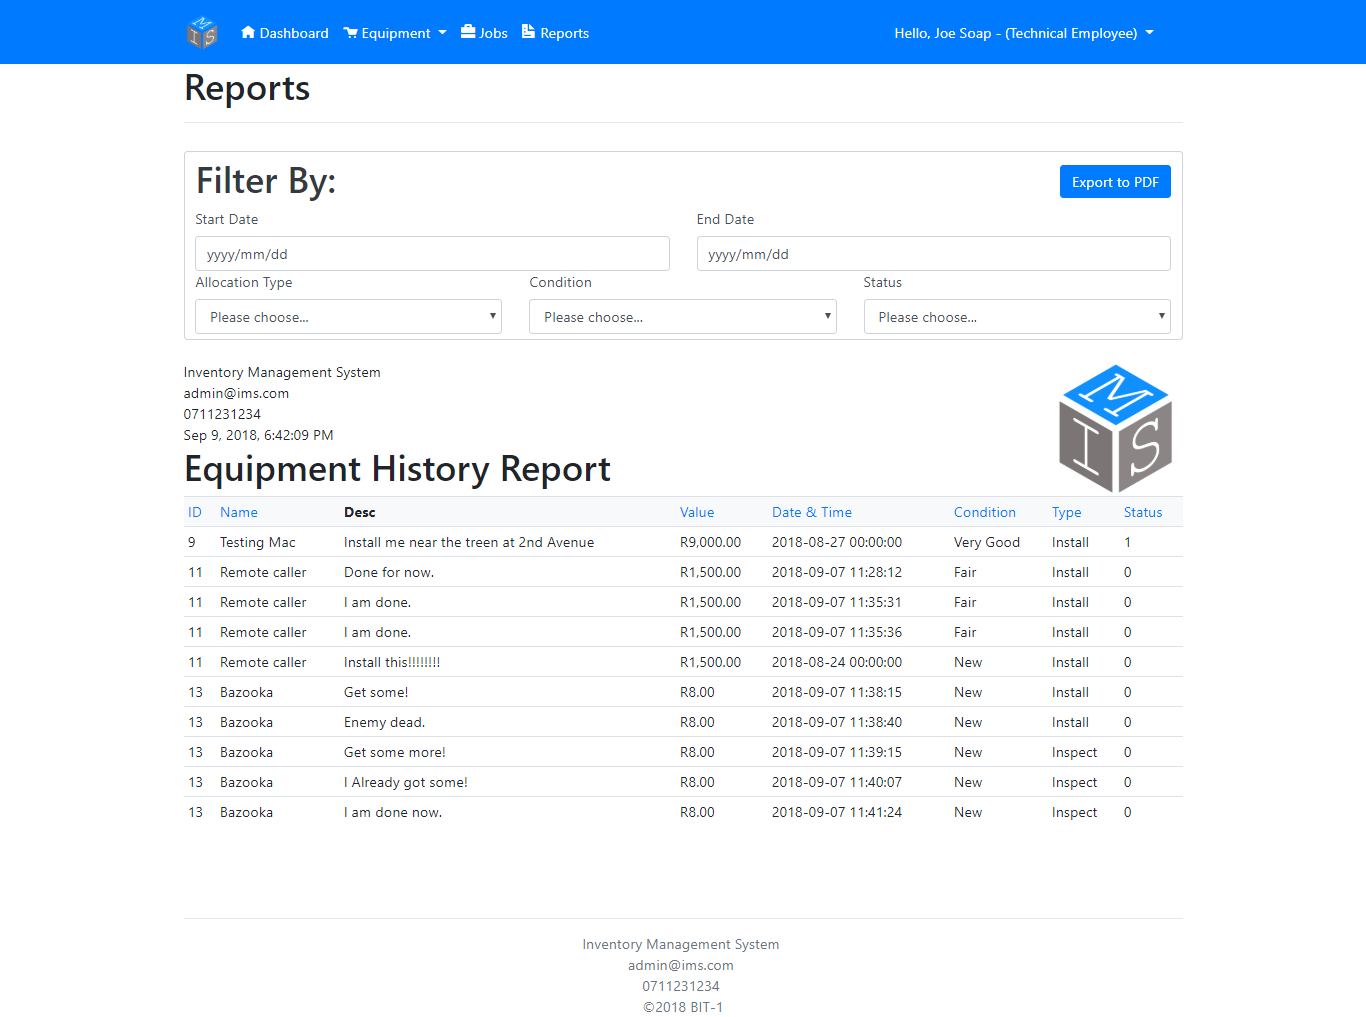 M I S Dashboard Equipment Jobs Reports Hello, Joe Soap - (Technical Employee)
Reports
Filter By: Export to PDF
Start Date End Date
yyyy/mm/dd yyyy/mm/dd
Allocation Type Condition Status
Please choose... Please choose... Please choose...
Inventory Management System
admin@ims.com
0711231234
Sep 9, 2018, 6:42:09 PM
M
I S
Equipment History Report
ID Name Desc Value Date & Time Condition Type Status
9 Testing Mac Install me near the treen at 2nd Avenue R9,000.00 2018-08-27 00:00:00 Very Good Install 1
11 Remote caller Done for now. R1,500.00 2018-09-07 11:28:12 Fair Install 0
11 Remote caller I am done. R1,500.00 2018-09-07 11:35:31 Fair Install 0
11 Remote caller I am done. R1,500.00 2018-09-07 11:35:36 Fair Install 0
11 Remote caller Install this!!!!!!!! R1,500.00 2018-08-24 00:00:00 New Install 0
13 Bazooka Get some! R8.00 2018-09-07 11:38:15 New Install 0
13 Bazooka Enemy dead. R8.00 2018-09-07 11:38:40 New Install 0
13 Bazooka Get some more! R8.00 2018-09-07 11:39:15 New Inspect 0
13 Bazooka I Already got some! R8.00 2018-09-07 11:40:07 New Inspect 0
13 Bazooka I am done now. R8.00 2018-09-07 11:41:24 New Inspect 0
Inventory Management System
admin@ims.com
0711231234
©2018 BIT-1